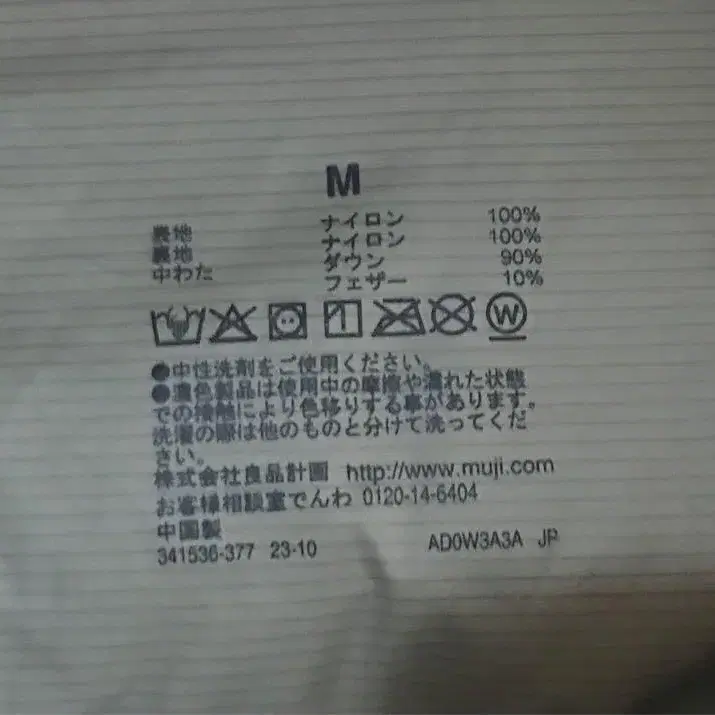 M
表地 ナイロン 100%
裏地 ナイロン 100%
中わた ダウン 90%
フェザー 10%
W
●中性洗剤をご使用ください。
●濃色製品は使用中の摩擦や濡れた状態
での接触により色移りする事があります。
洗濯の際は他のものと分けて洗ってくだ
さい。
株式会社良品計画 http://www.muji.com
お客様相談室でんわ 0120-14-6404
中国製
341536-377 23-10 AD0W3A3A JP